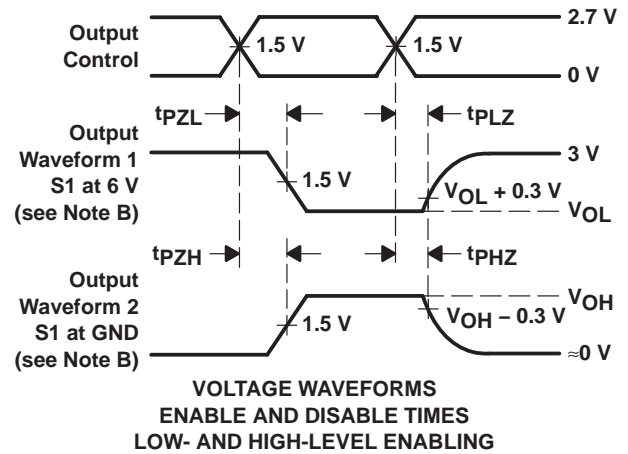 Output
Control
1.5 V
1.5 V
2.7 V
0 V
tPZL
tPLZ
Output
Waveform 1
S1 at 6 V
(see Note B)
1.5 V
3 V
VOL + 0.3 V
VOL
tPZH
tPHZ
Output
Waveform 2
S1 at GND
(see Note B)
1.5 V
VOH
VOH − 0.3 V
≈0 V
VOLTAGE WAVEFORMS
ENABLE AND DISABLE TIMES
LOW- AND HIGH-LEVEL ENABLING